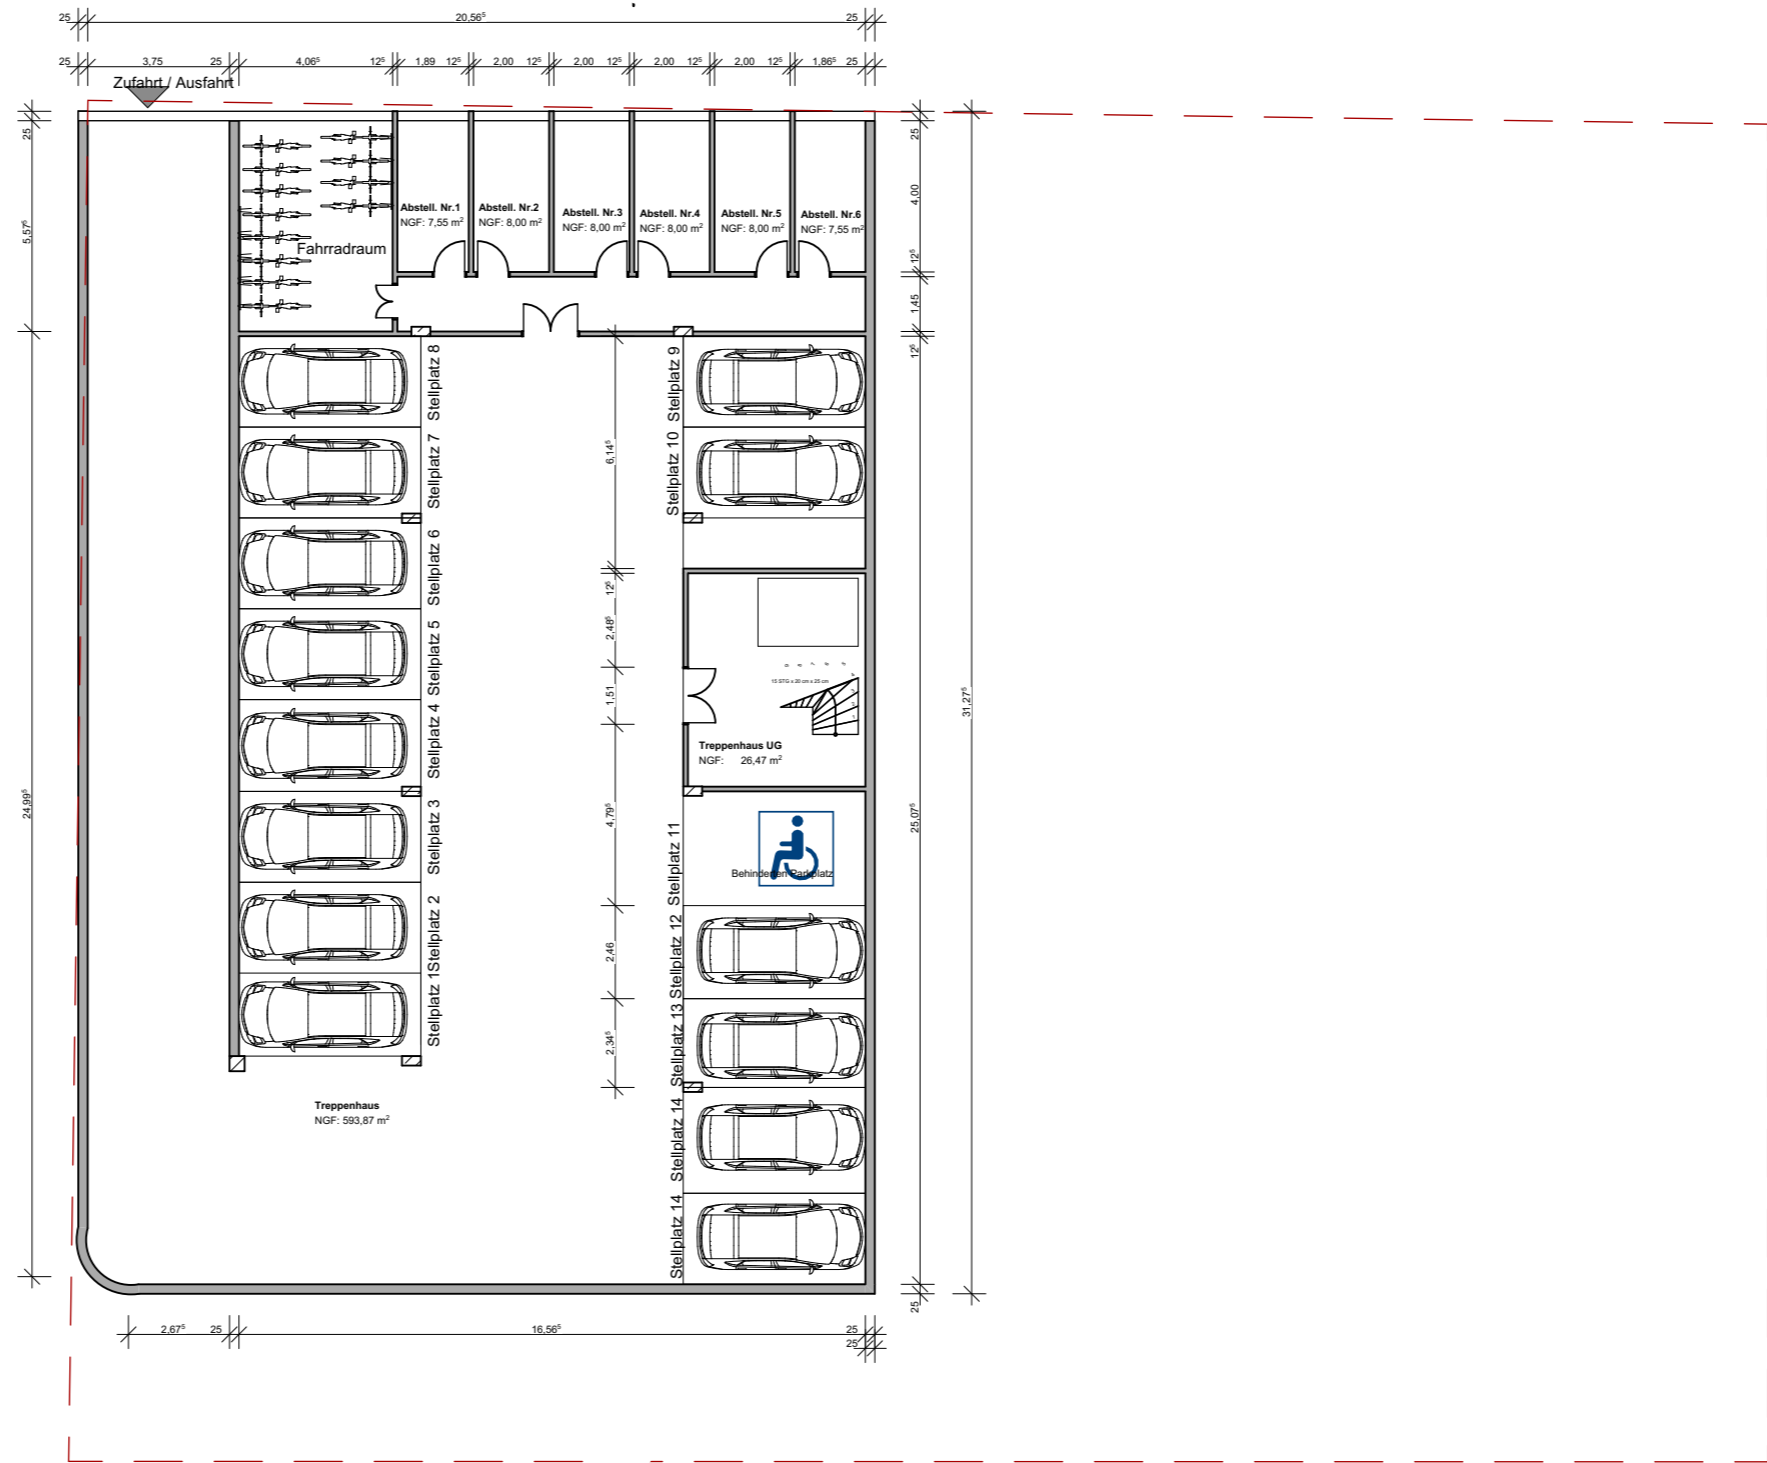 25 20,56⁵ 25
25 3,75 25 4,06⁵ 12⁵ 1,89 12⁵ 2,00 12⁵ 2,00 12⁵ 2,00 12⁵ 2,00 12⁵ 1,86⁵ 25
Zufahrt / Ausfahrt
25
5,57⁵
24,99⁵
Fahrradraum
Abstell. Nr.1
NGF: 7,55 m²
Abstell. Nr.2
NGF: 8,00 m²
Abstell. Nr.3
NGF: 8,00 m²
Abstell. Nr.4
NGF: 8,00 m²
Abstell. Nr.5
NGF: 8,00 m²
Abstell. Nr.6
NGF: 7,55 m²
25
4,00
12⁵
1,45
12⁵
25,07⁵
25
31,27⁵
Stellplatz 8
Stellplatz 7
Stellplatz 6
Stellplatz 5
Stellplatz 4
Stellplatz 3
Stellplatz 2
Stellplatz 1
6,14⁵
12⁵
2,48⁵
1,51
4,79⁵
2,46
2,34⁵
Stellplatz 9
Stellplatz 10
15 STG x 20 cm x 25 cm
Treppenhaus UG
NGF: 26,47 m²
Stellplatz 11
Behinderten Parkplatz
Stellplatz 12
Stellplatz 13
Stellplatz 14
Stellplatz 14
Treppenhaus
NGF: 593,87 m²
2,67⁵ 25 16,56⁵ 25
25